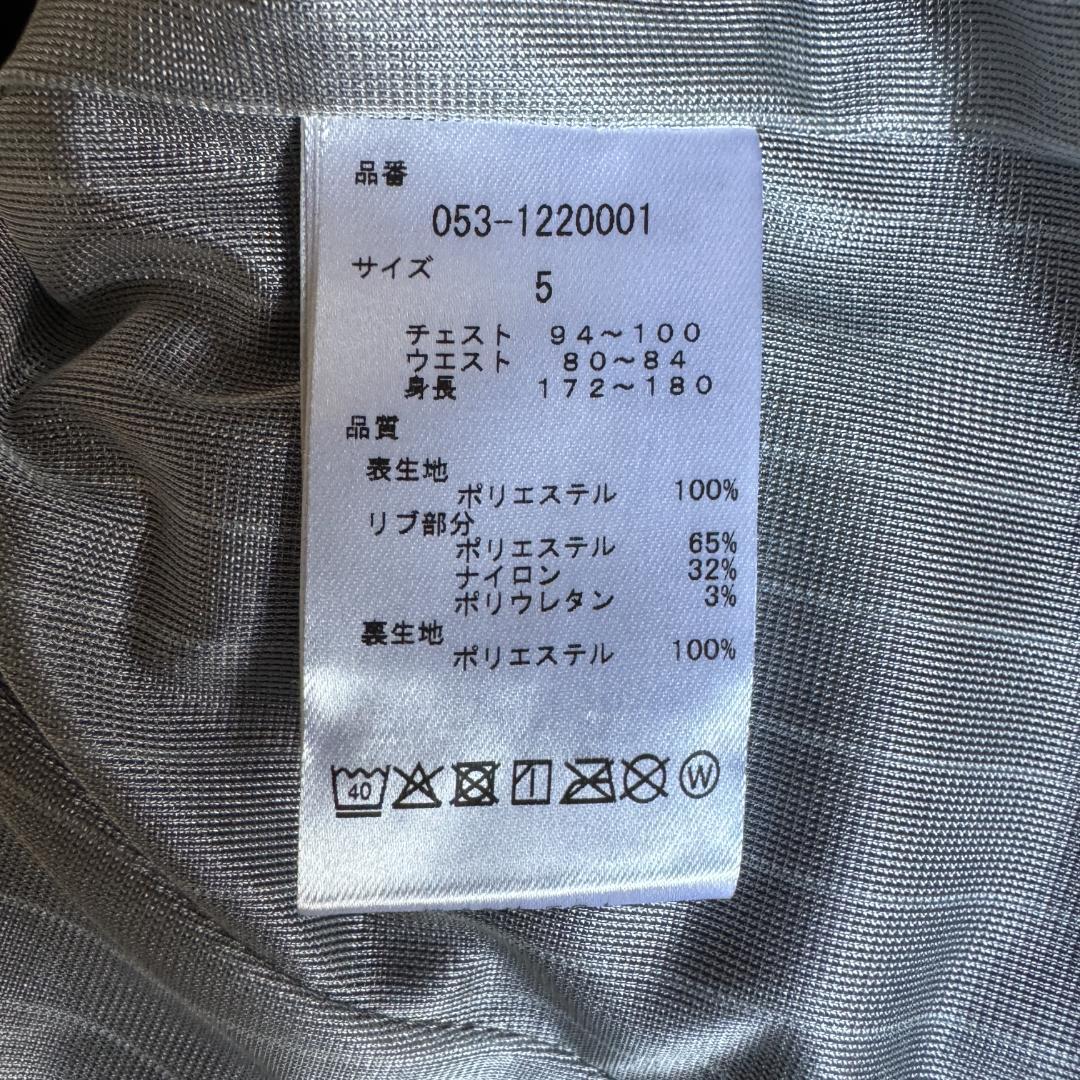 品番
053-1220001
サイズ
5
チェスト 94～100
ウエスト 80～84
身長 172～180
品質
表生地
ポリエステル 100%
リブ部分
ポリエステル 65%
ナイロン 32%
ポリウレタン 3%
裏生地
ポリエステル 100%
40 W